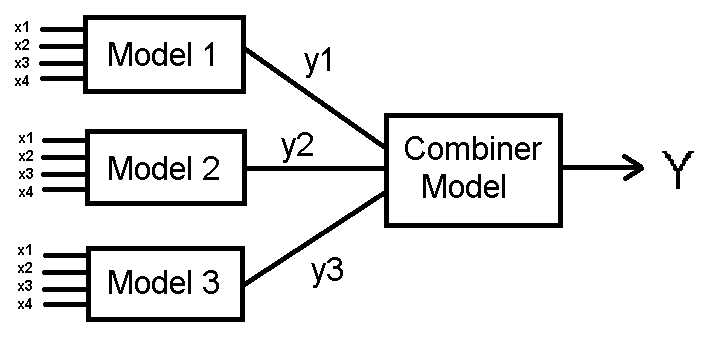 x1
x2
x3
x4
Model 1
y1
x1
x2
x3
x4
Model 2
y2
Combiner
Model
Y
x1
x2
x3
x4
Model 3
y3